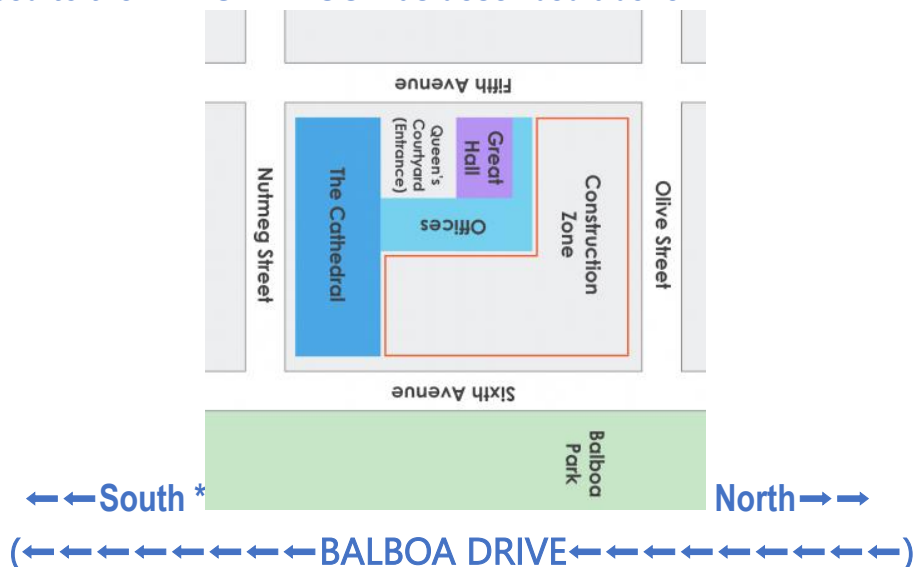 Fifth Avenue
Queen's
Courtyard
(Entrance)
Great
Hall
Offices
The Cathedral
Construction
Zone
Nutmeg Street
Olive Street
Sixth Avenue
Balboa
Park
←←South *
North→→
(←←←←←←←←BALBOA DRIVE←←←←←←←←←)